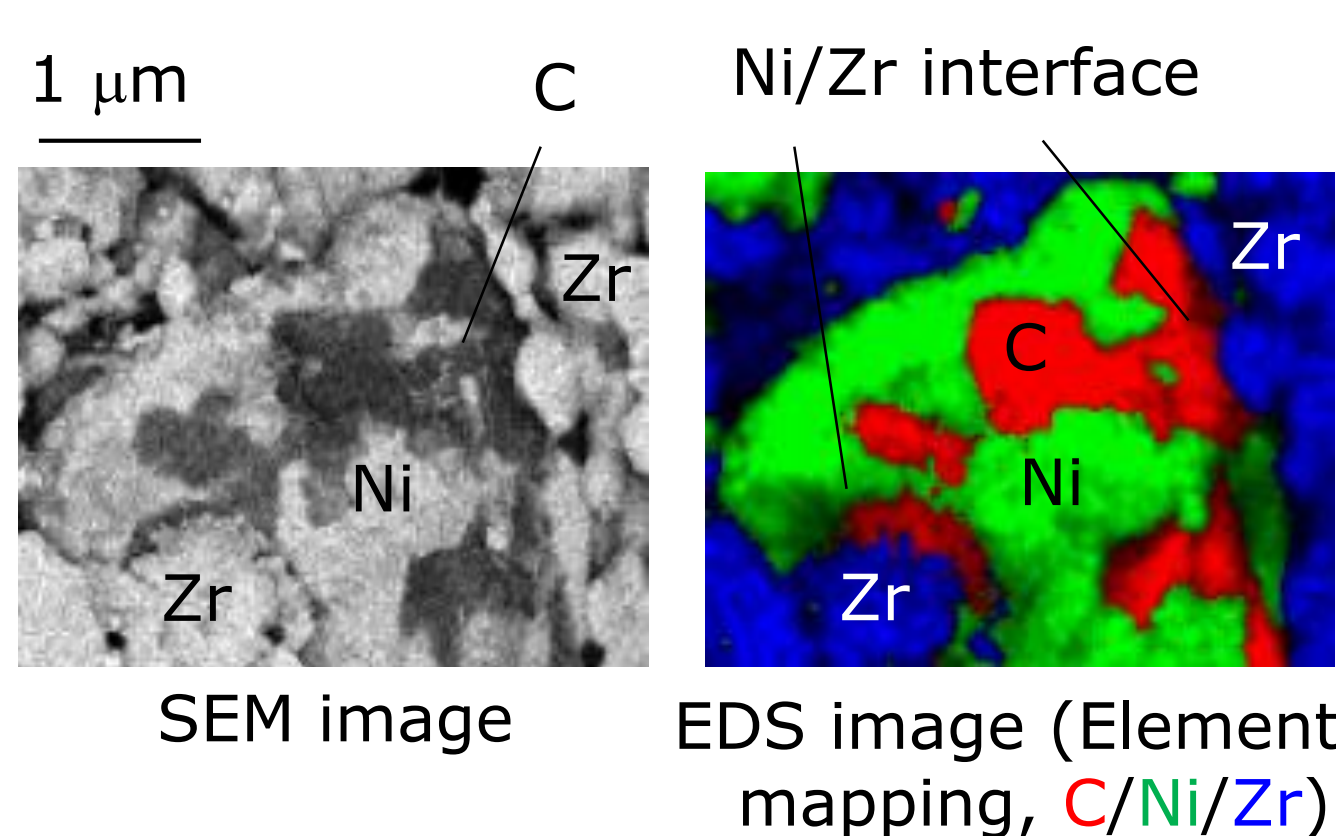 1 μm
C
Ni/Zr interface
Zr
Zr
C
Ni
Ni
Zr
Zr
SEM image
EDS image (Element
mapping, C/Ni/Zr)